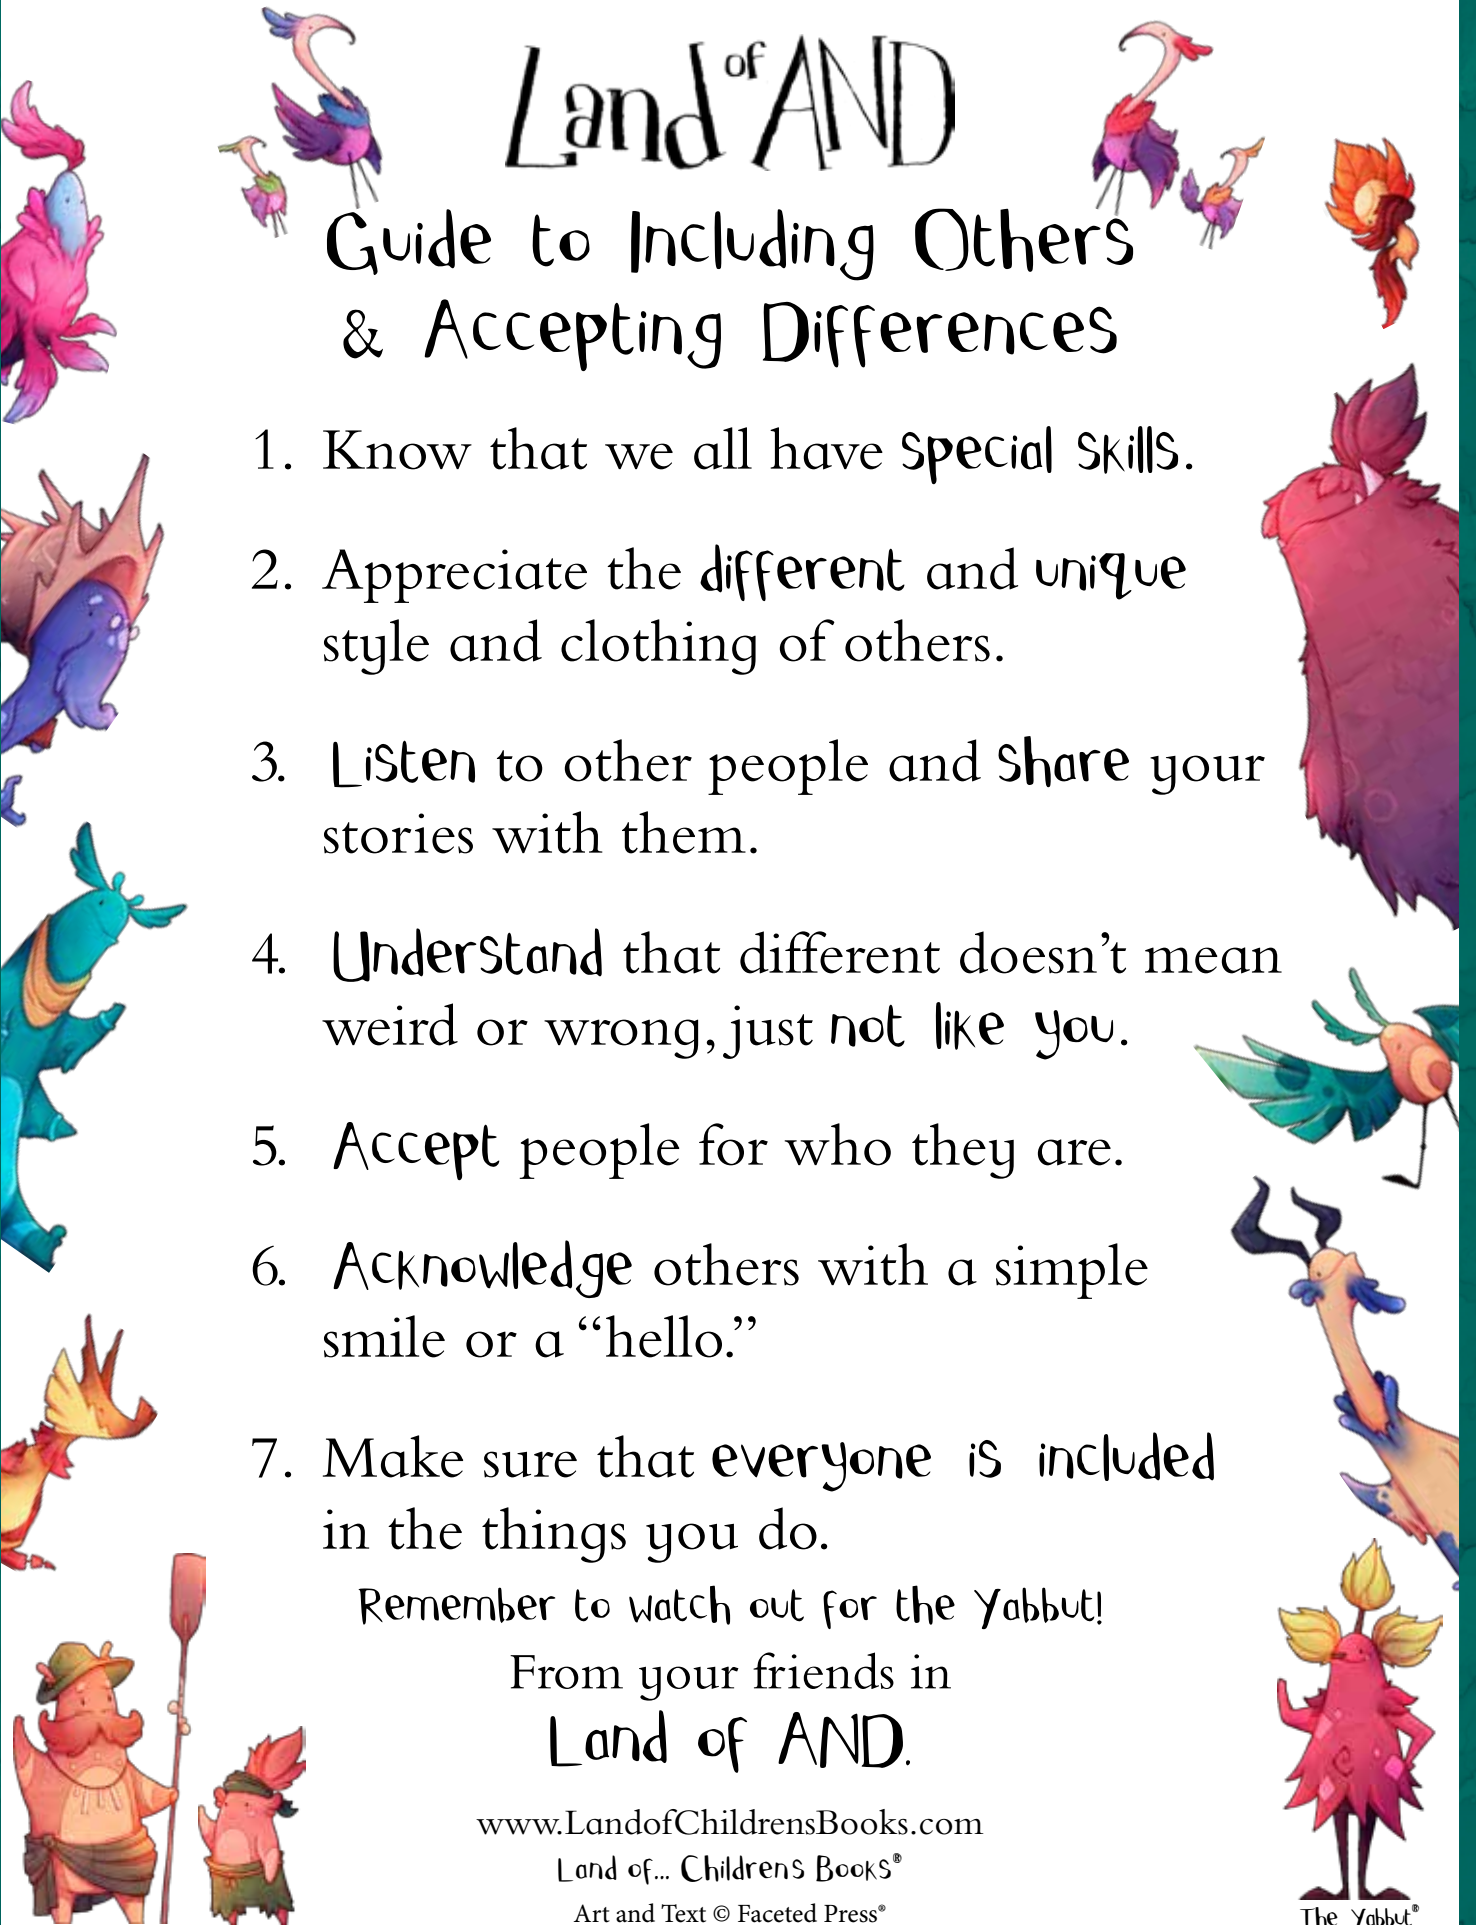 Land of AND
Guide to Including Others
& Accepting Differences
1. Know that we all have special skills.
2. Appreciate the different and unique
style and clothing of others.
3. Listen to other people and share your
stories with them.
4. Understand that different doesn’t mean
weird or wrong, just not like you.
5. Accept people for who they are.
6. Acknowledge others with a simple
smile or a “hello.”
7. Make sure that everyone is included
in the things you do.
Remember to watch out for the Yabbut!
From your friends in
Land of AND.
www.LandofChildrensBooks.com
Land of... Childrens Books®
Art and Text © Faceted Press®
The Yabbut®